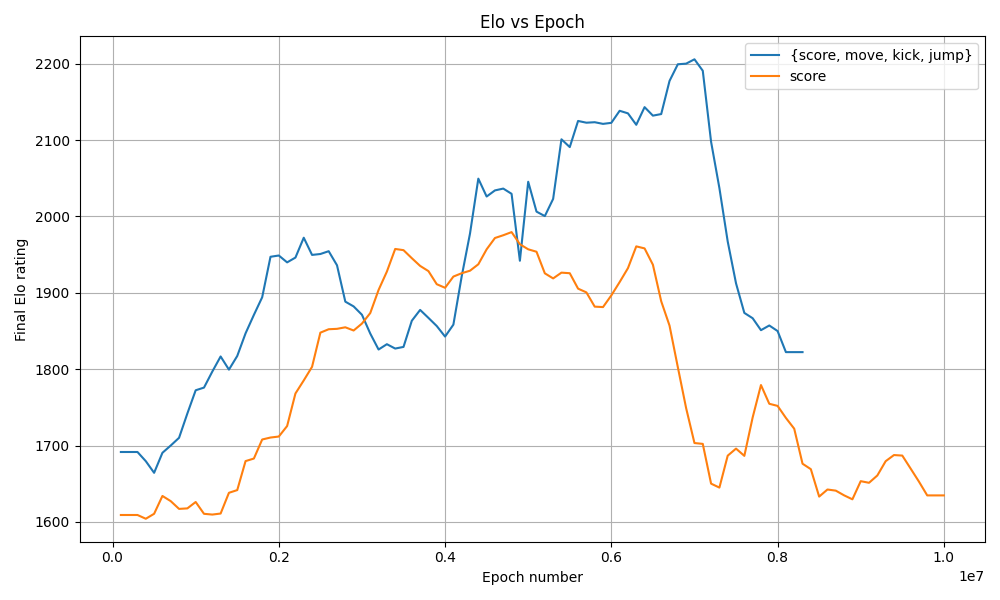 Elo vs Epoch
{score, move, kick, jump}
score
Final Elo rating
2200
2100
2000
1900
1800
1700
1600
0.0 0.2 0.4 0.6 0.8 1.0
1e7
Epoch number